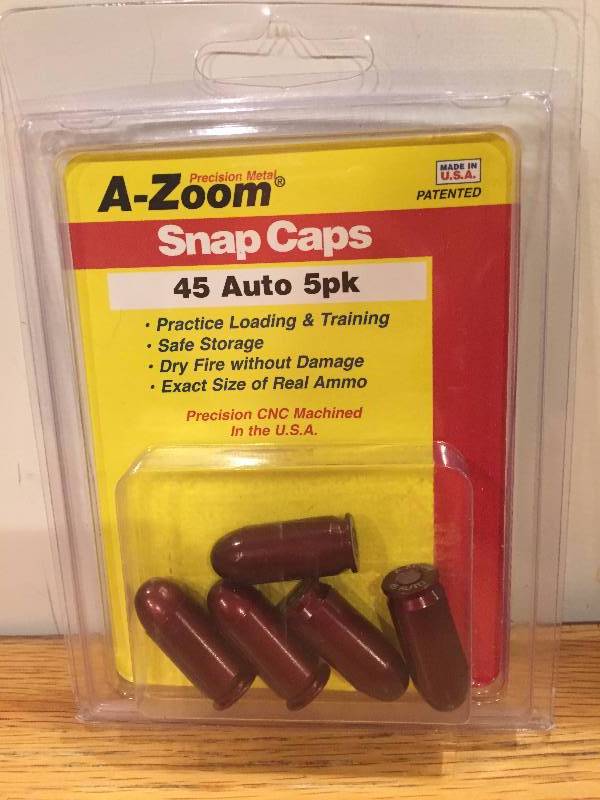 Precision Metal
A-Zoom®
MADE IN
U.S.A.
PATENTED
Snap Caps
45 Auto 5pk
• Practice Loading & Training
• Safe Storage
• Dry Fire without Damage
• Exact Size of Real Ammo
Precision CNC Machined
In the U.S.A.